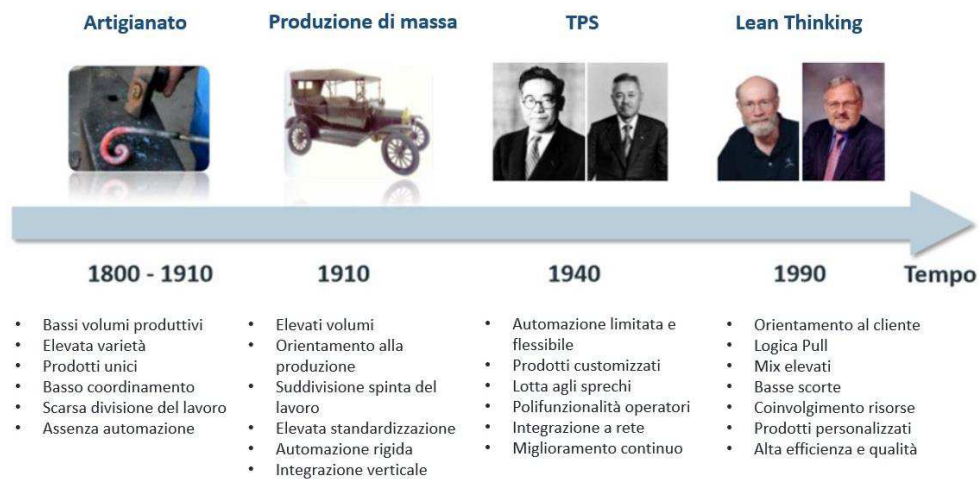 Artigianato
Produzione di massa
TPS
Lean Thinking
1800 - 1910
1910
1940
1990
Tempo
• Bassi volumi produttivi
• Elevata varietà
• Prodotti unici
• Basso coordinamento
• Scarsa divisione del lavoro
• Assenza automazione
• Elevati volumi
• Orientamento alla
produzione
• Suddivisione spinta del
lavoro
• Elevata standardizzazione
• Automazione rigida
• Integrazione verticale
• Automazione limitata e
flessibile
• Prodotti customizzati
• Lotta agli sprechi
• Polifunzionalità operatori
• Integrazione a rete
• Miglioramento continuo
• Orientamento al cliente
• Logica Pull
• Mix elevati
• Basse scorte
• Coinvolgimento risorse
• Prodotti personalizzati
• Alta efficienza e qualità